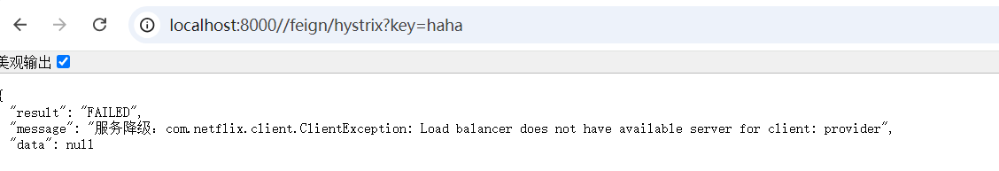 localhost:8000//feign/hystrix?key=haha
美观输出
{
"result": "FAILED",
"message": "服务降级：com.netflix.client.ClientException: Load balancer does not have available server for client: provider",
"data": null